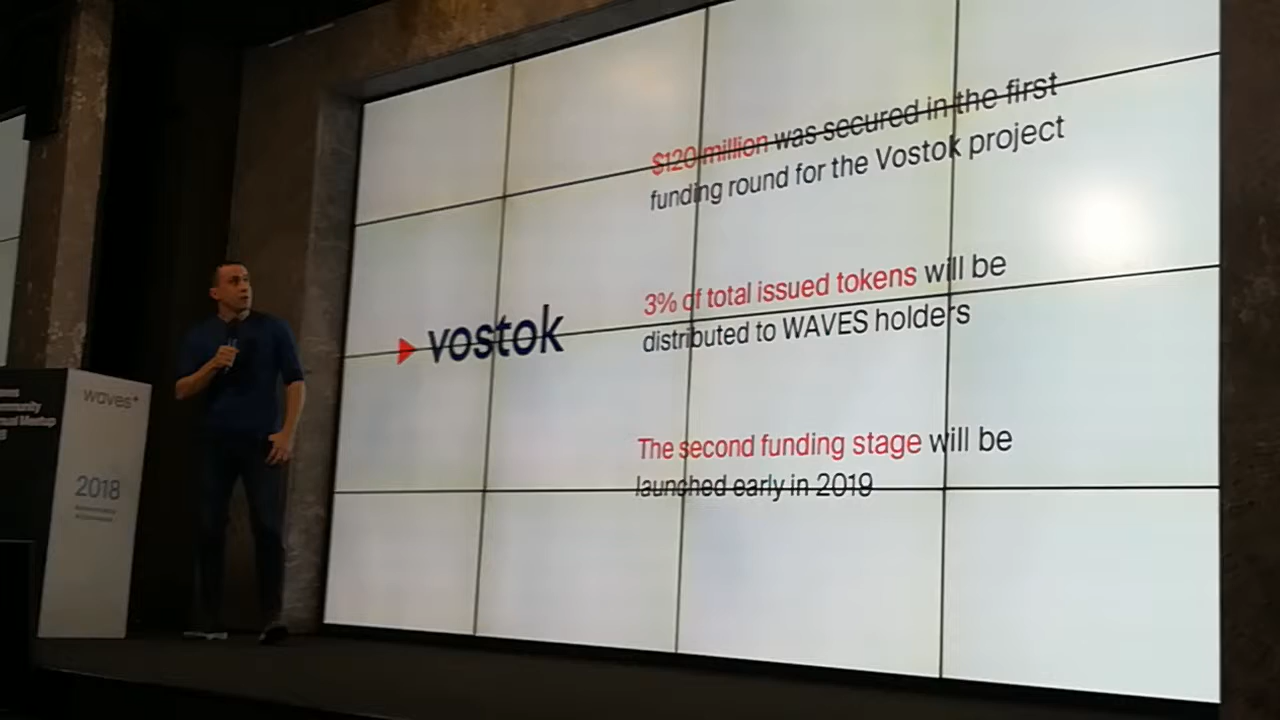 $120 million was secured in the first
funding round for the Vostok project
3% of total issued tokens will be
distributed to WAVES holders
vostok
The second funding stage will be
launched early in 2019
waves
2018